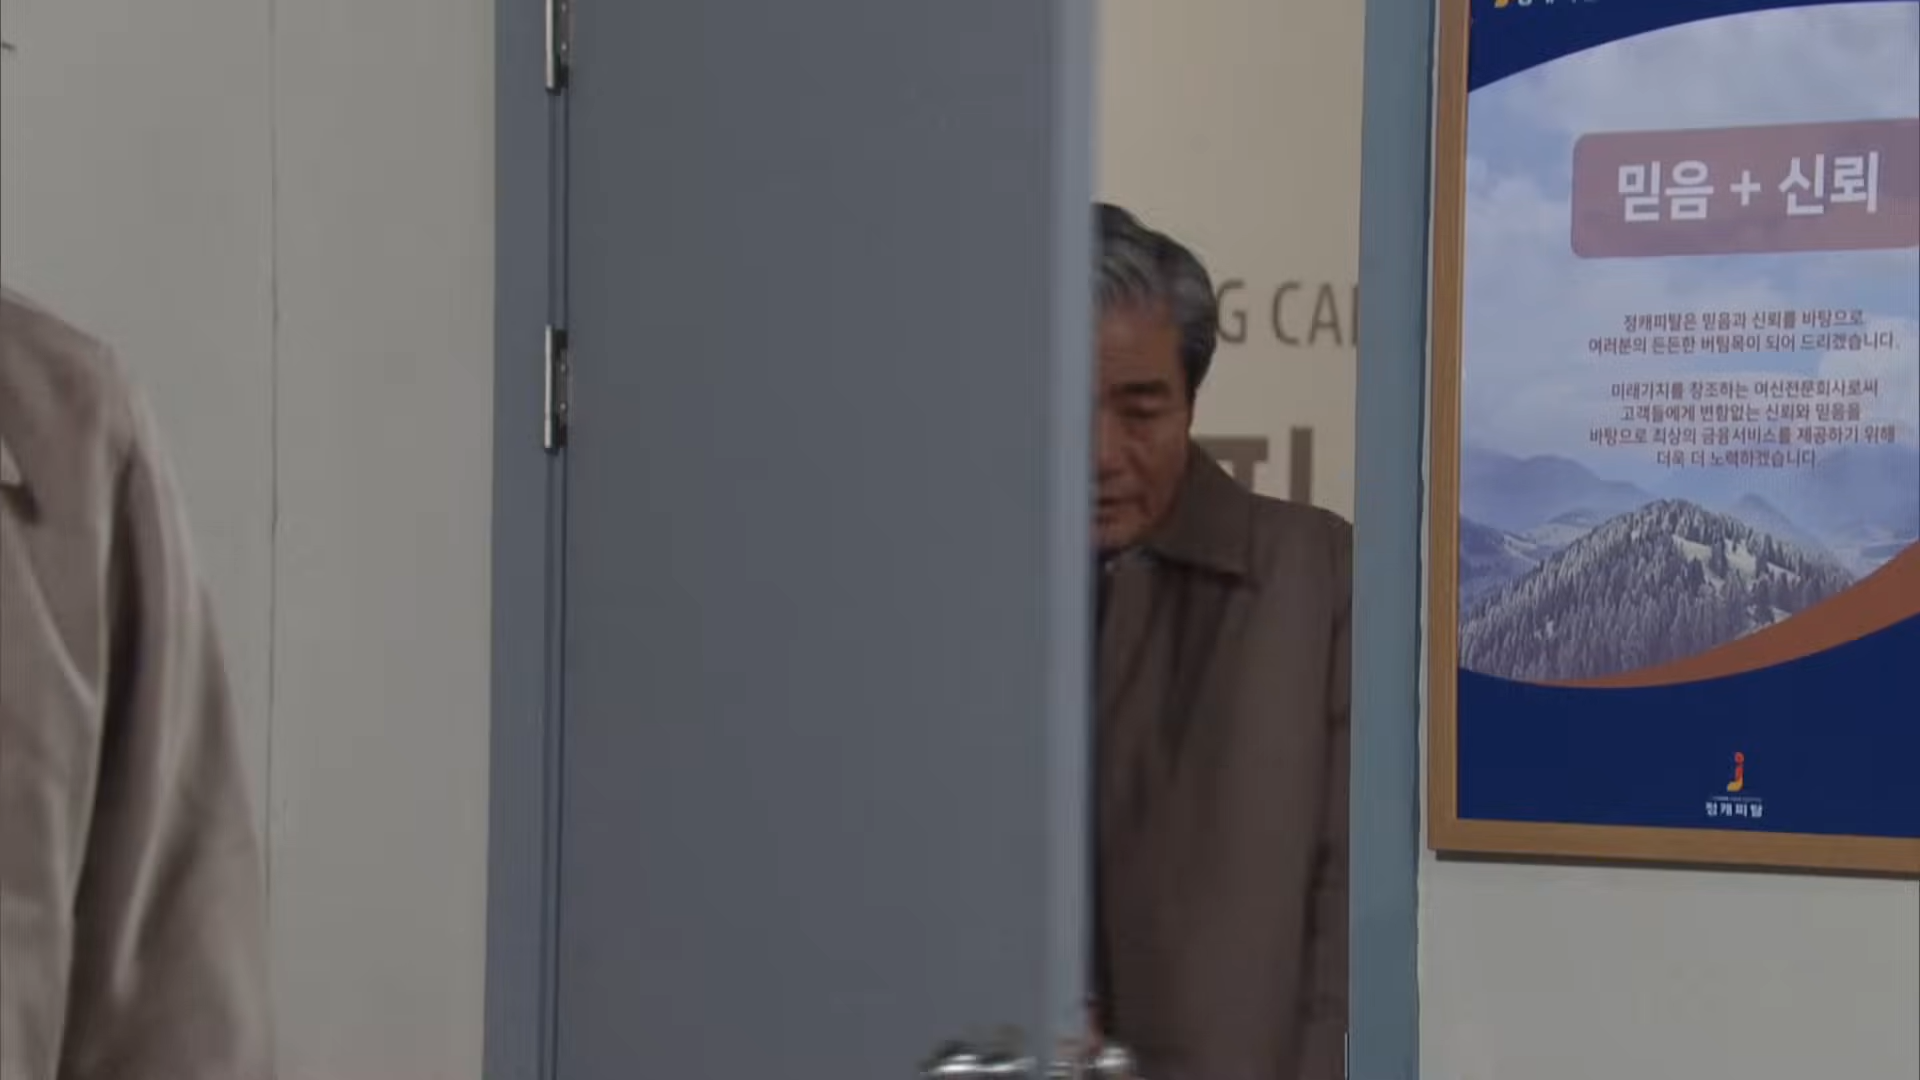 믿음 + 신뢰
정캐피탈은 믿음과 신뢰를 바탕으로
여러분의 든든한 버팀목이 되어 드리겠습니다.
미래가치를 창조하는 여신전문회사로써
고객들에게 변함없는 신뢰와 믿음을
바탕으로 최상의 금융서비스를 제공하기 위해
더욱 더 노력하겠습니다.
정캐피탈
G CA
피